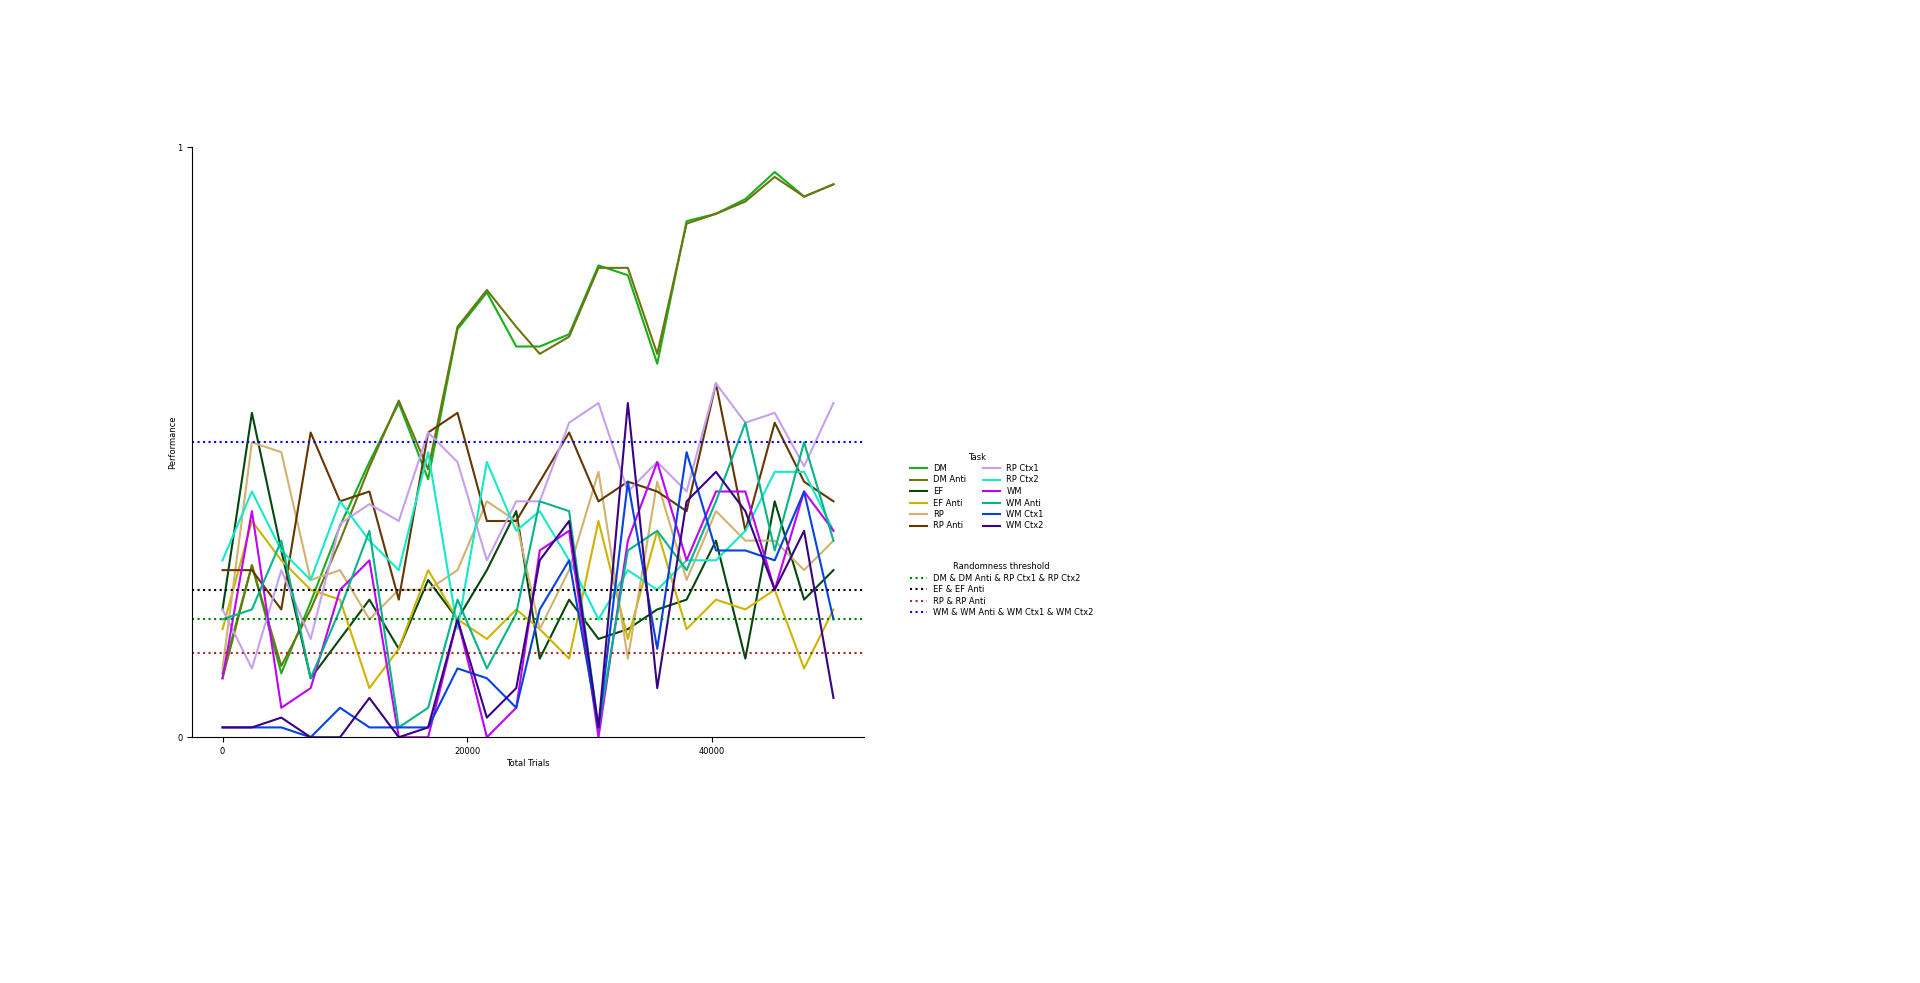 1
Performance
0
0 20000 40000
Total Trials
Task
DM RP Ctx1
DM Anti RP Ctx2
EF WM
EF Anti WM Anti
RP WM Ctx1
RP Anti WM Ctx2
Randomness threshold
DM & DM Anti & RP Ctx1 & RP Ctx2
EF & EF Anti
RP & RP Anti
WM & WM Anti & WM Ctx1 & WM Ctx2